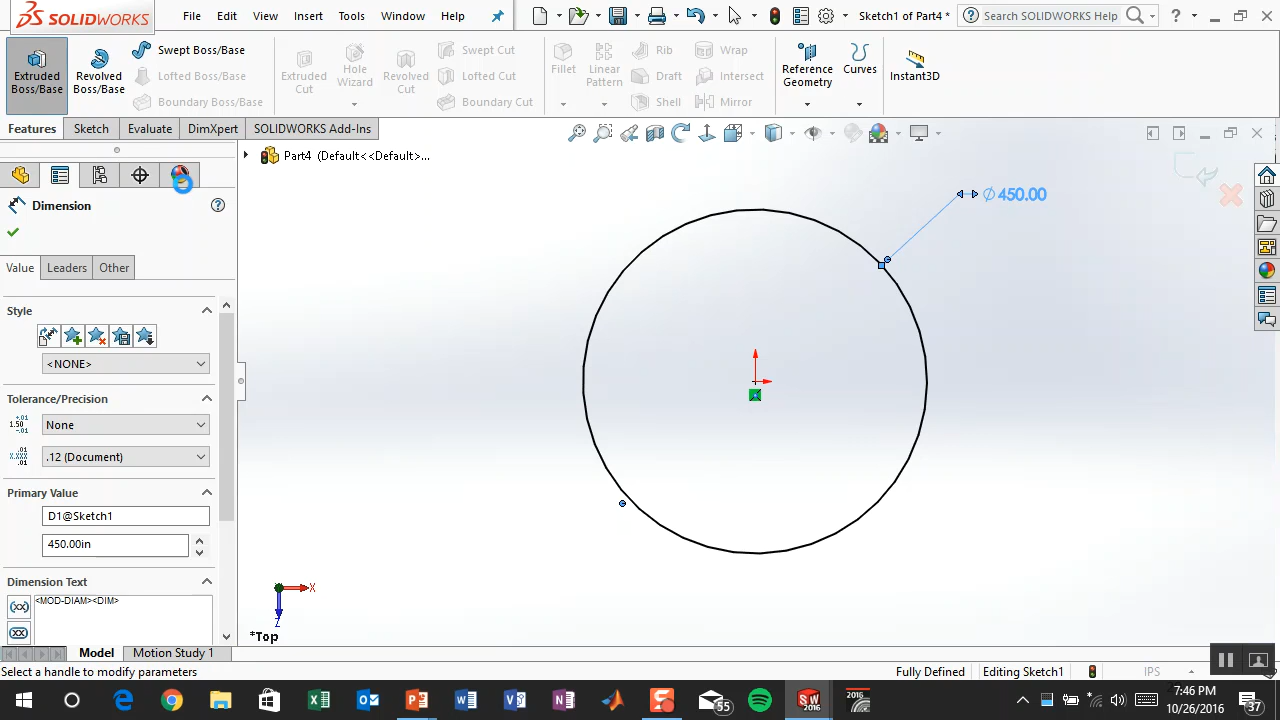 SOLIDWORKS
File Edit View Insert Tools Window Help
Sketch1 of Part4 *
Search SOLIDWORKS Help
Extruded Boss/Base
Revolved Boss/Base
Swept Boss/Base
Lofted Boss/Base
Boundary Boss/Base
Extruded Cut
Hole Wizard
Revolved Cut
Swept Cut
Lofted Cut
Boundary Cut
Fillet
Linear Pattern
Rib
Draft
Shell
Wrap
Intersect
Mirror
Reference Geometry
Curves
Instant3D
Features Sketch Evaluate DimXpert SOLIDWORKS Add-Ins
Part4 (Default<<Default>...
Dimension
Value Leaders Other
Style
<NONE>
Tolerance/Precision
None
.12 (Document)
Primary Value
D1@Sketch1
450.00in
Dimension Text
<MOD-DIAM><DIM>
(xx)
xx
∅ 450.00
X
Z
*Top
Model Motion Study 1
Select a handle to modify parameters
Fully Defined Editing Sketch1 IPS
55
SW 2016
2016
7:46 PM
10/26/2016
37